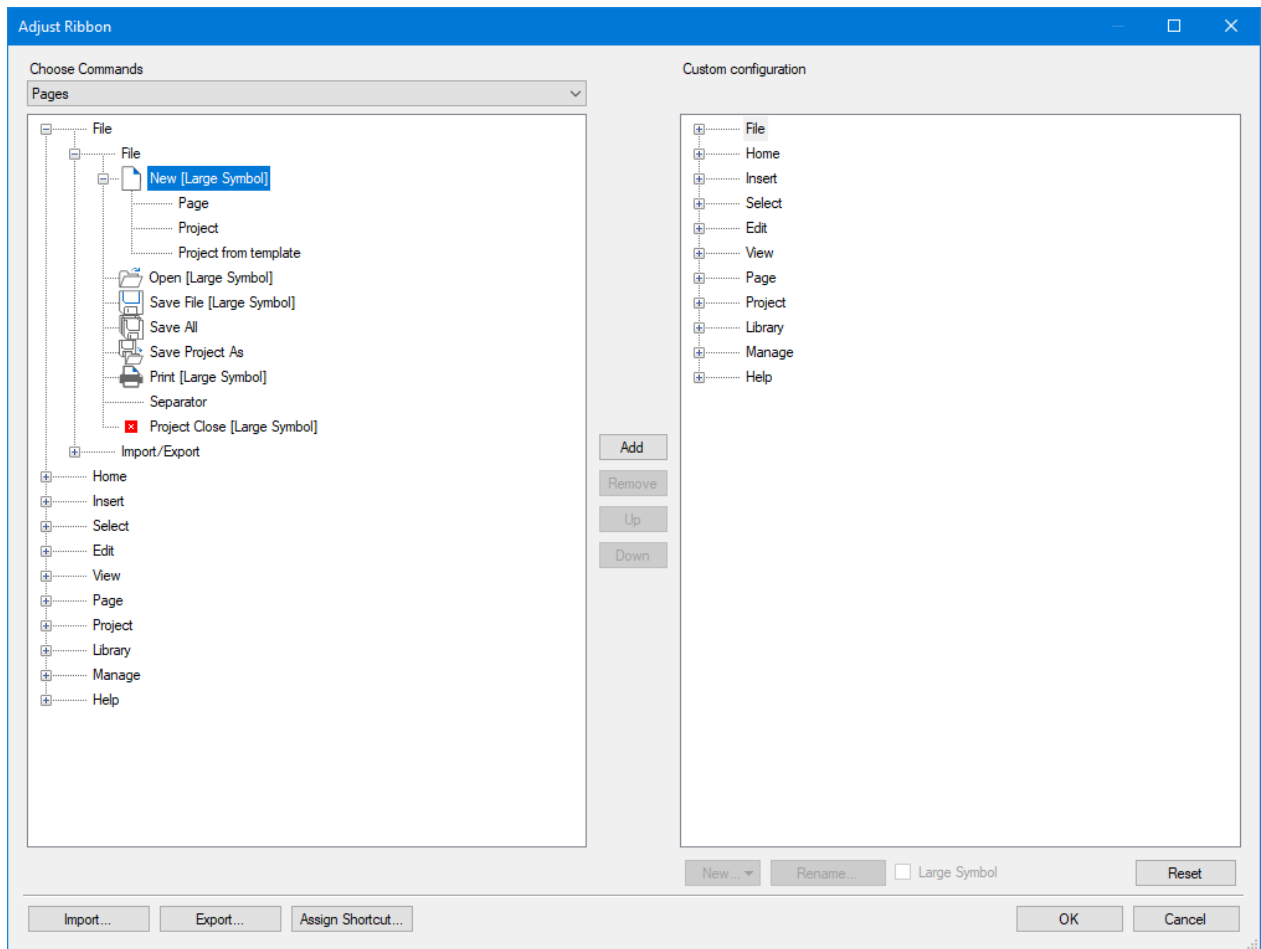 Adjust Ribbon
Choose Commands
Custom configuration
Pages
File
File
New [Large Symbol]
Page
Project
Project from template
Open [Large Symbol]
Save File [Large Symbol]
Save All
Save Project As
Print [Large Symbol]
Separator
Project Close [Large Symbol]
Import/Export
Home
Insert
Select
Edit
View
Page
Project
Library
Manage
Help
Add
Remove
Up
Down
File
Home
Insert
Select
Edit
View
Page
Project
Library
Manage
Help
New...
Rename...
Large Symbol
Reset
Import...
Export...
Assign Shortcut...
OK
Cancel